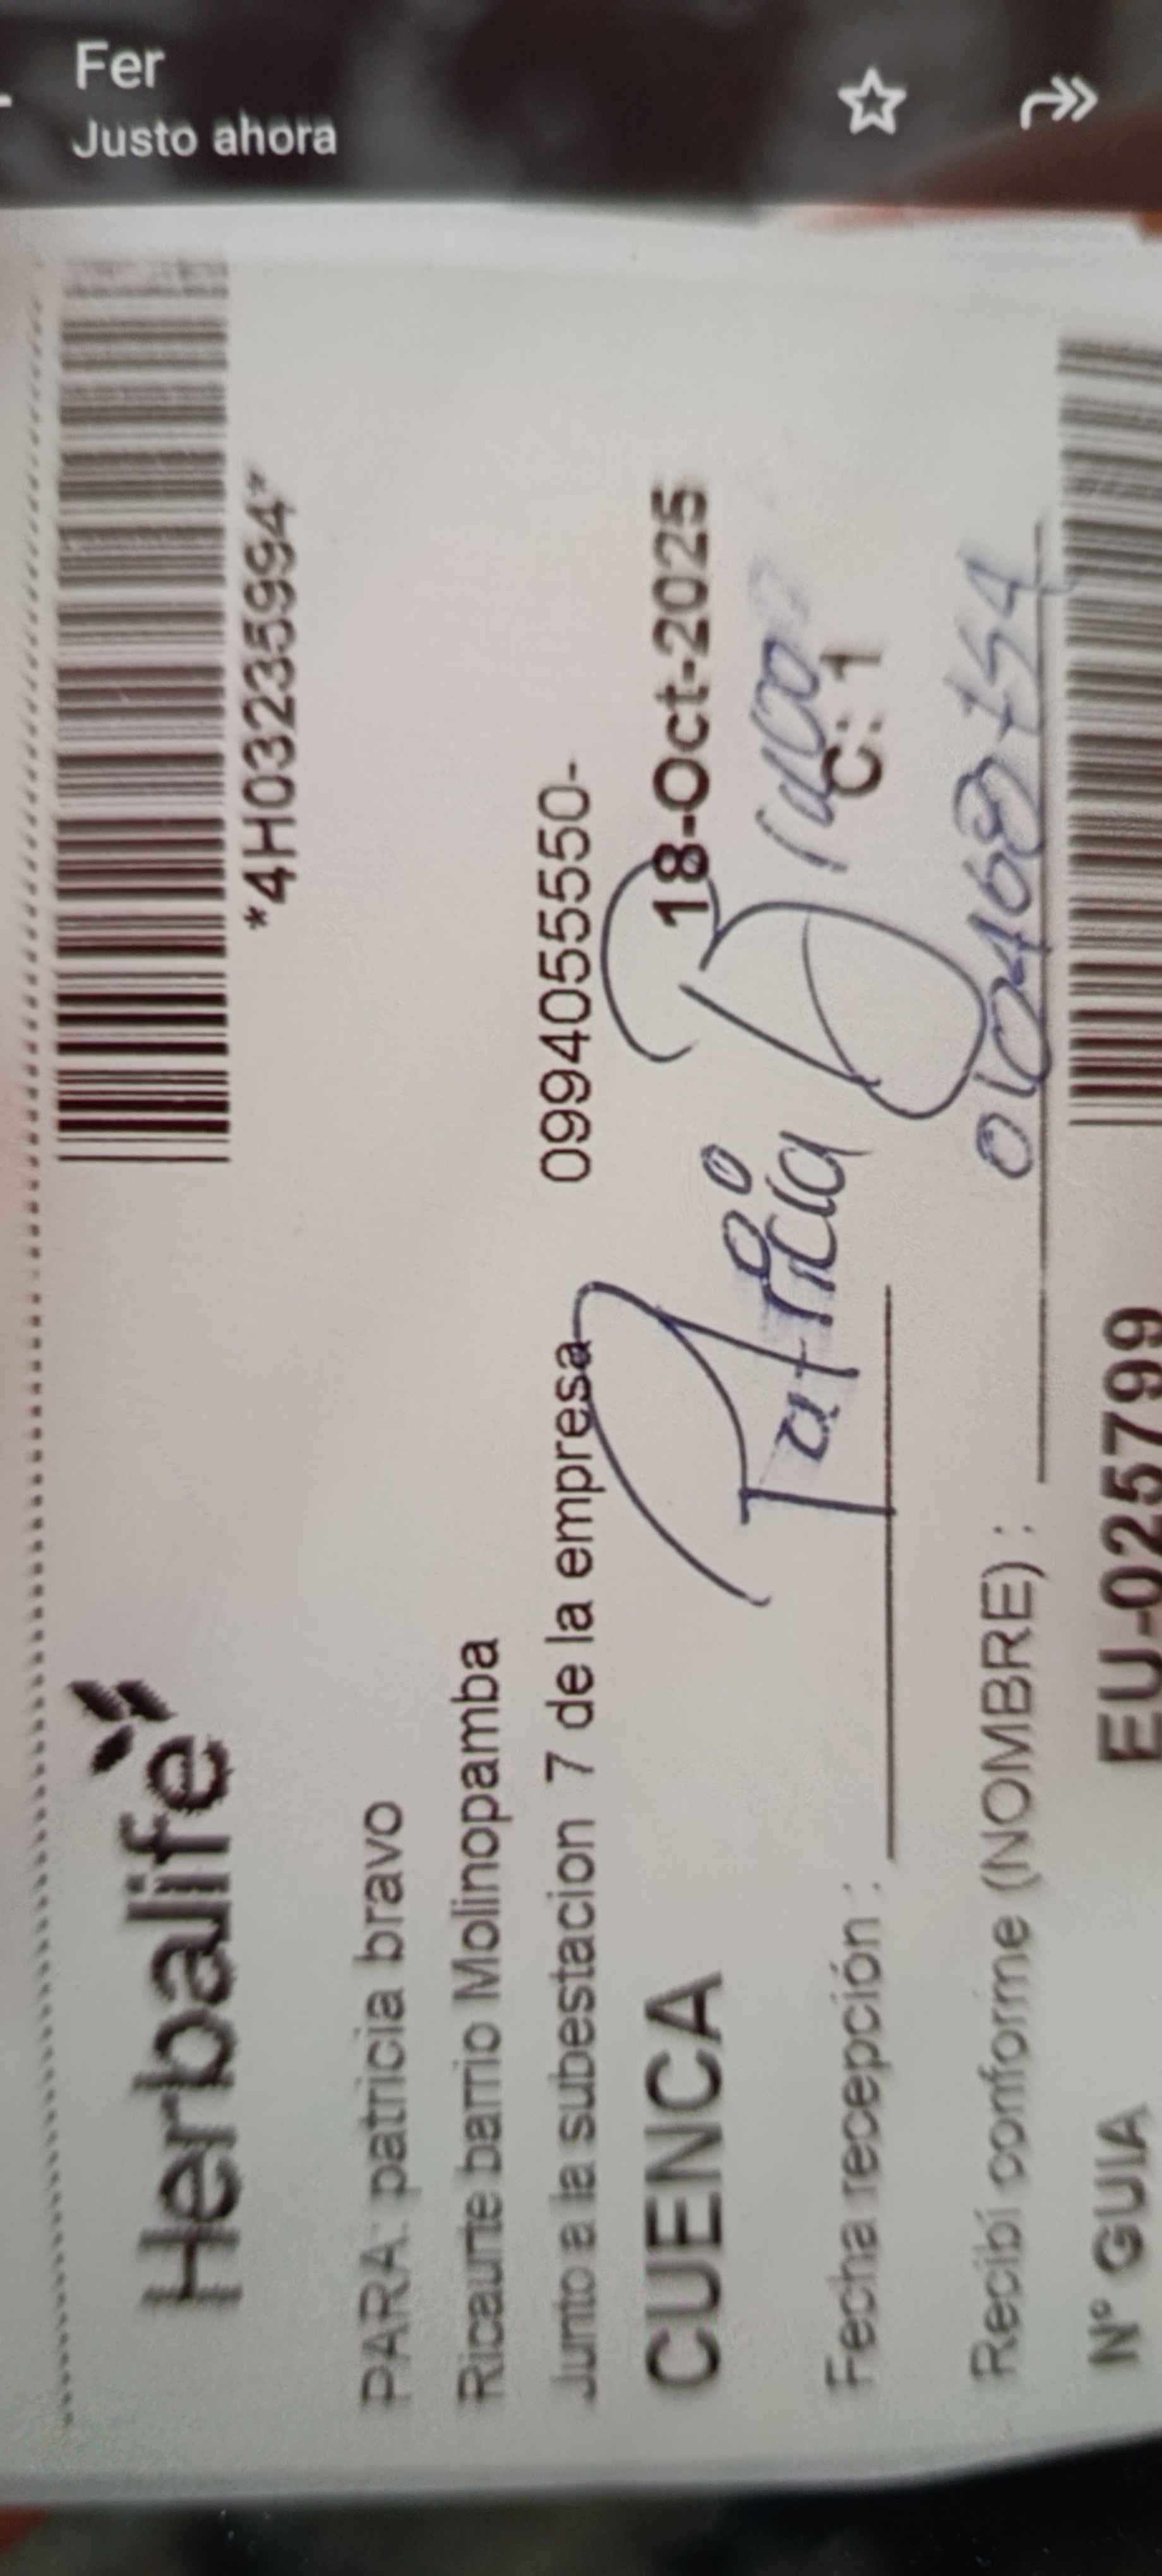 Fer
Justo ahora
Herbalife
*4H03235994*
PARA: patricia bravo
Ricaurte barrio Molinopamba
Junto a la subestacion 7 de la empresa 0994055550-
CUENCA 18-Oct-2025
Patricia
C: 1
Fecha recepción :
Recibí conforme (NOMBRE) :
N° GUIA EU-025799